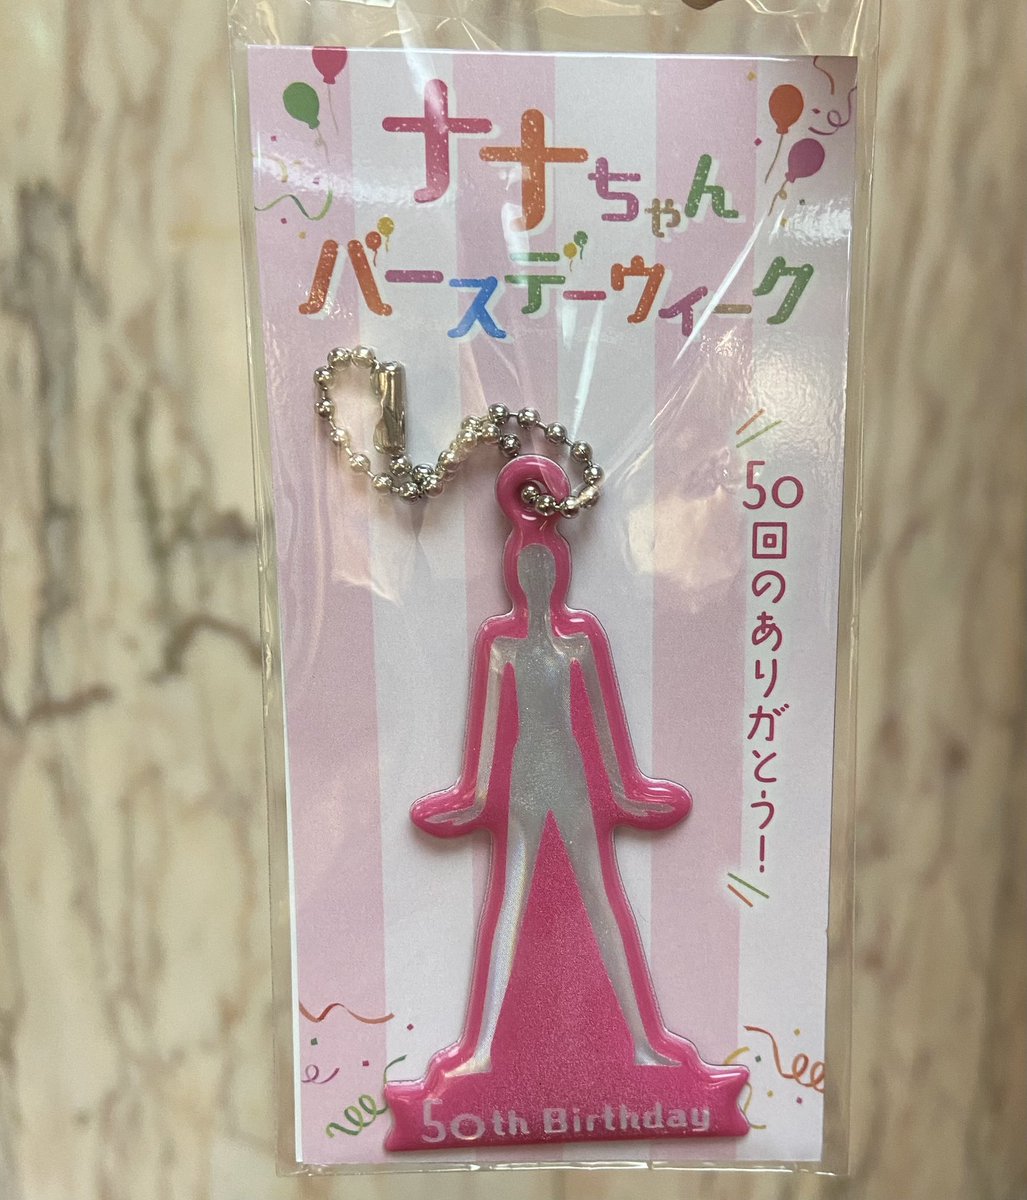 ナナちゃん
バースデーウィーク
50回のありがとう!
50th Birthday